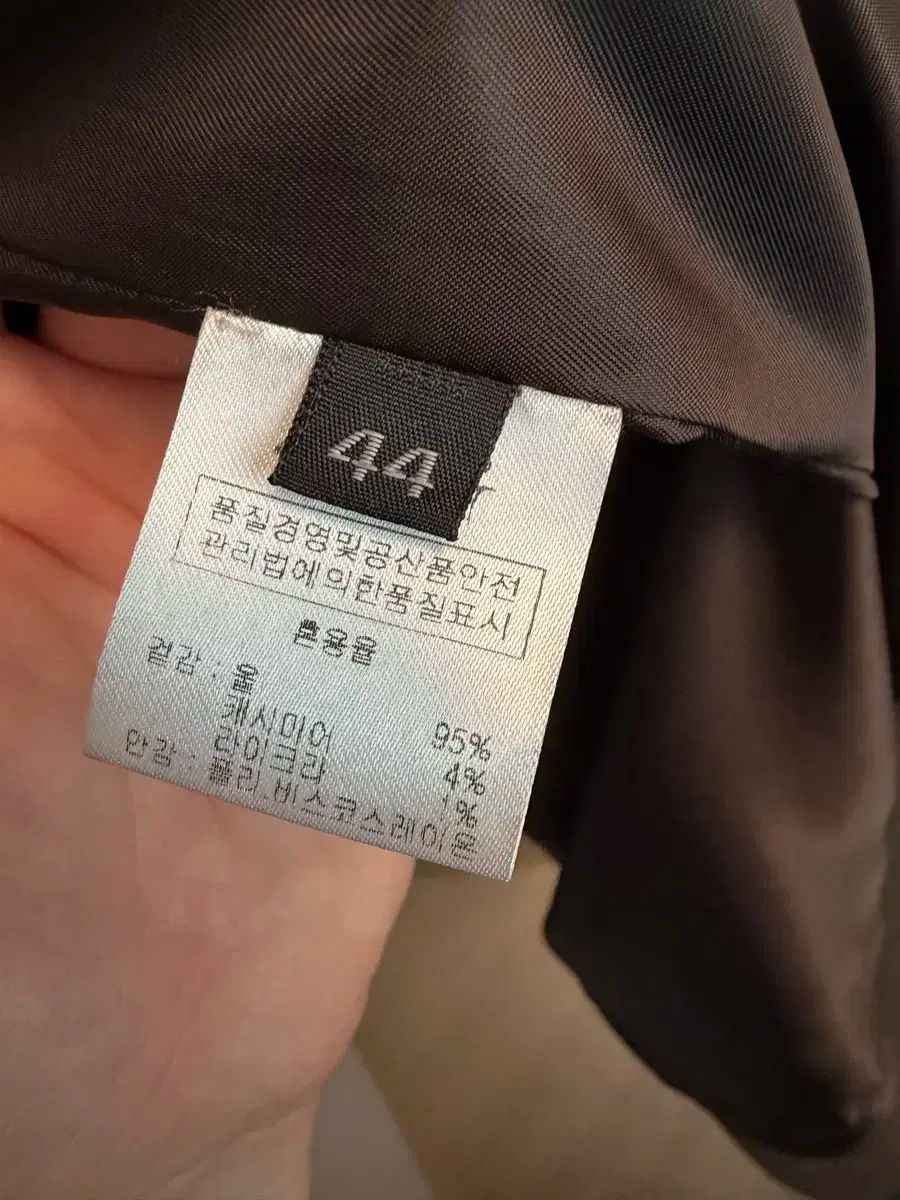 44
품질경영및공산품안전
관리법에의한품질표시
혼용율
겉감 : 울 95%
캐시미어 4%
라이크라 1%
안감 : 폴리 비스코스레이온